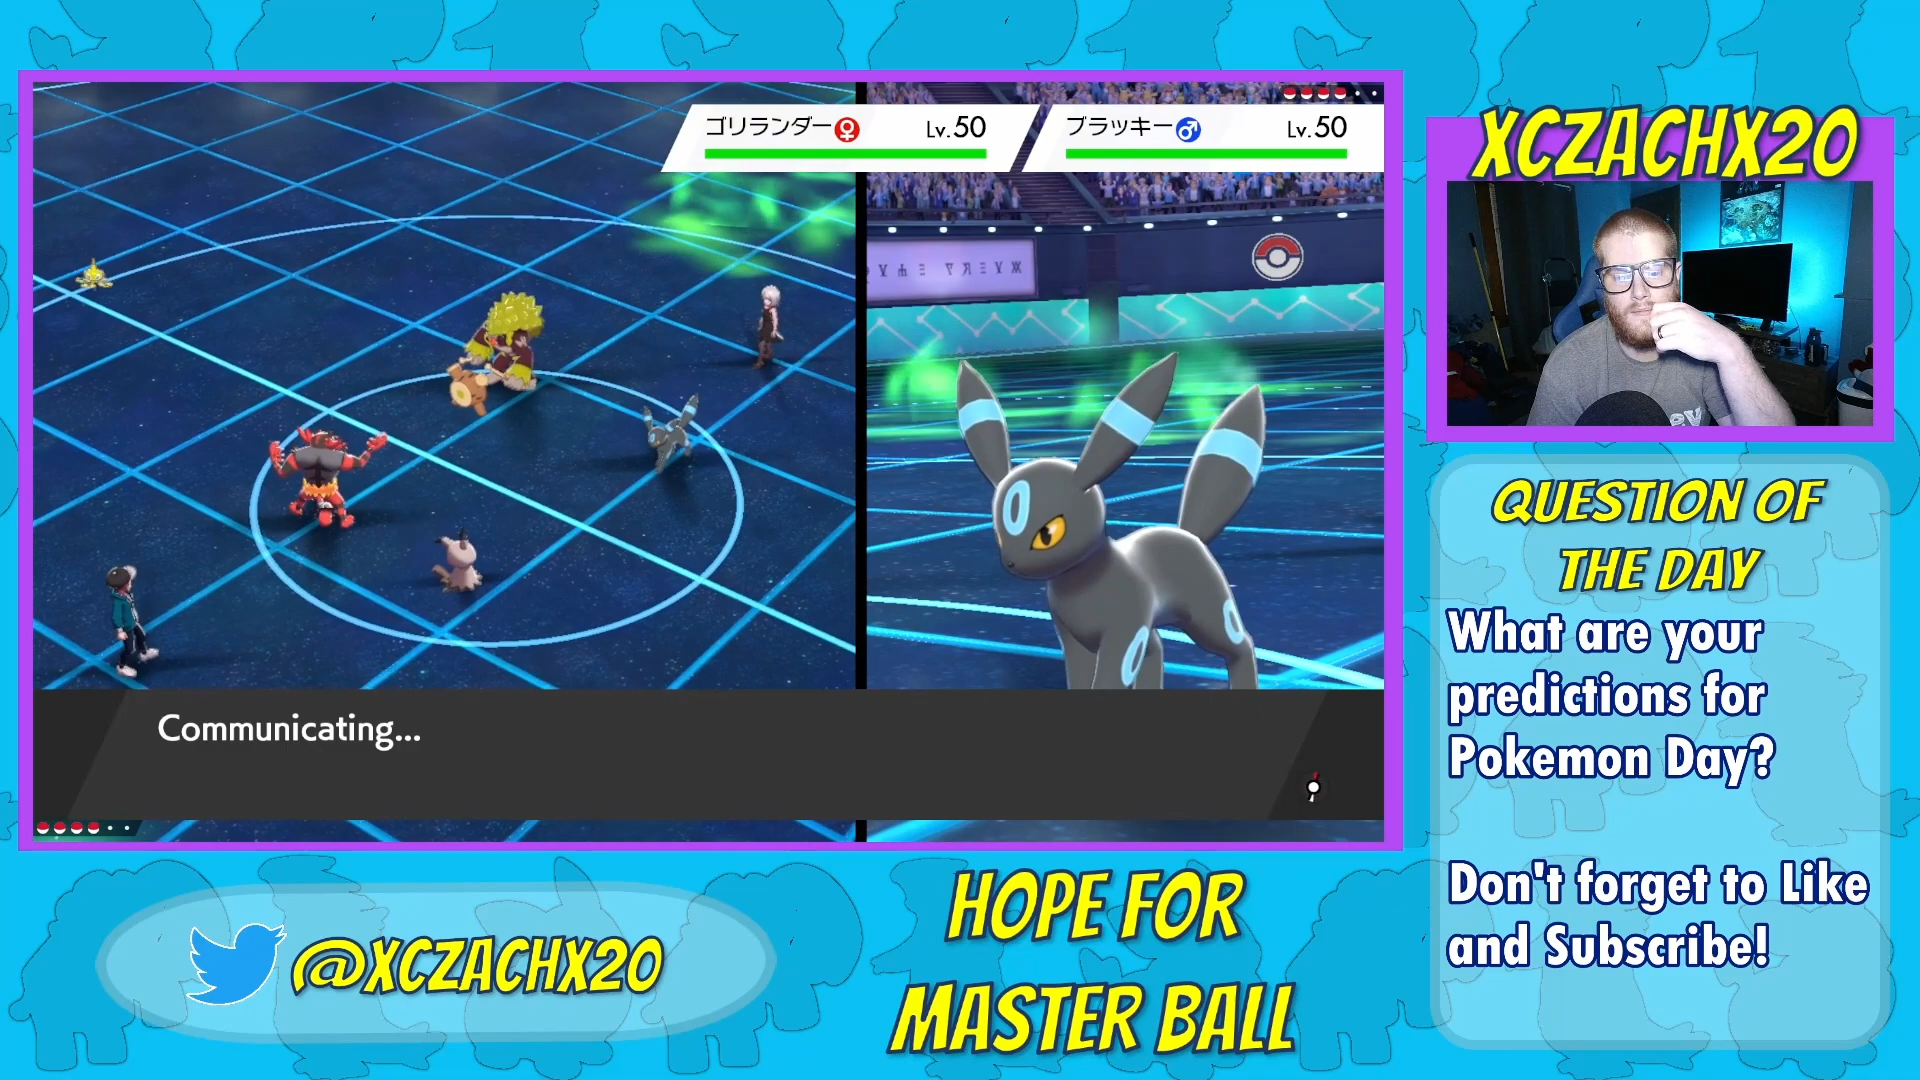 ゴリランダー Lv.50
ブラッキー Lv.50
Communicating...
XCZACHX20
QUESTION OF
THE DAY
What are your
predictions for
Pokemon Day?
Don't forget to Like
and Subscribe!
@XCZACHX20
HOPE FOR
MASTER BALL